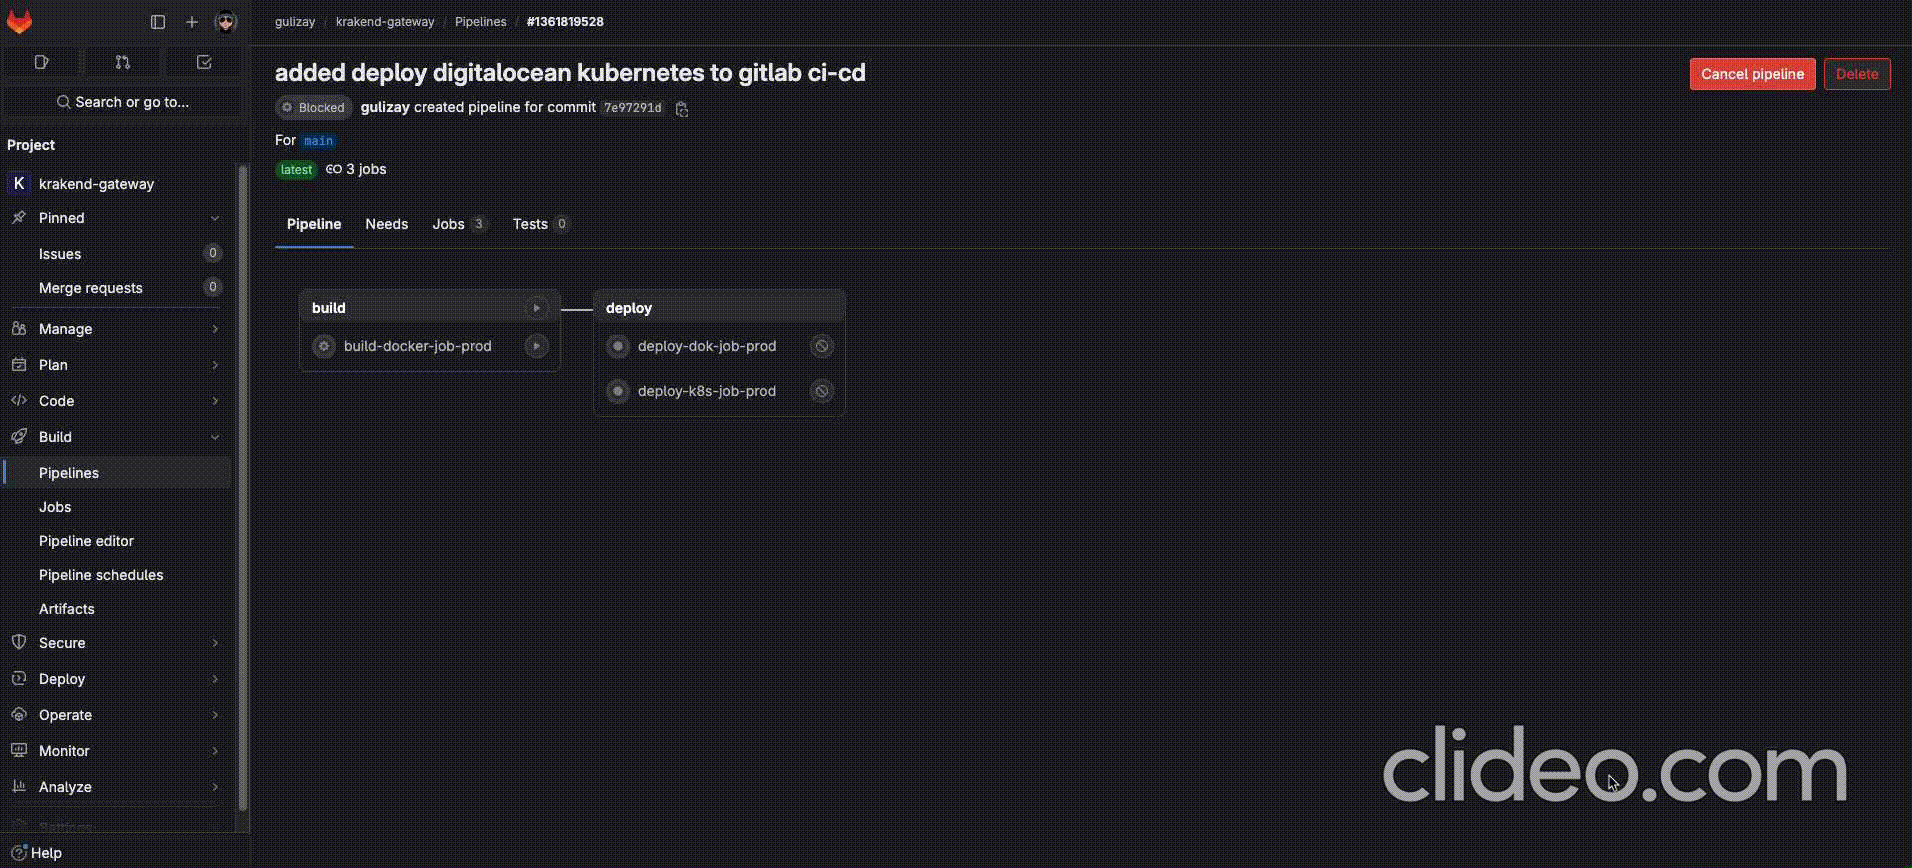 gulizay / krakend-gateway / Pipelines / #1361819528
Search or go to...
Project
K krakend-gateway
Pinned
Issues 0
Merge requests 0
Manage
Plan
Code
Build
Pipelines
Jobs
Pipeline editor
Pipeline schedules
Artifacts
Secure
Deploy
Operate
Monitor
Analyze
Settings
Help
added deploy digitalocean kubernetes to gitlab ci-cd
Cancel pipeline
Delete
Blocked gulizay created pipeline for commit 7e97291d
For main
latest 3 jobs
Pipeline Needs Jobs 3 Tests 0
build
build-docker-job-prod
deploy
deploy-dok-job-prod
deploy-k8s-job-prod
clideo.com